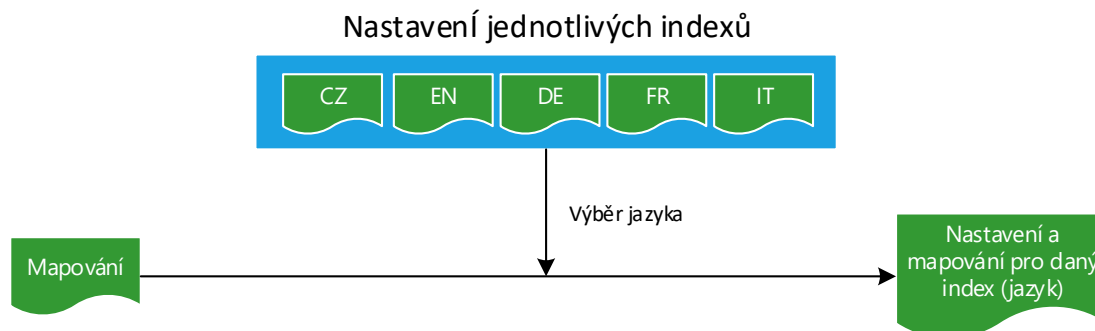 Nastavení jednotlivých indexů
CZ
EN
DE
FR
IT
Výběr jazyka
Mapování
Nastavení a
mapování pro daný
index (jazyk)